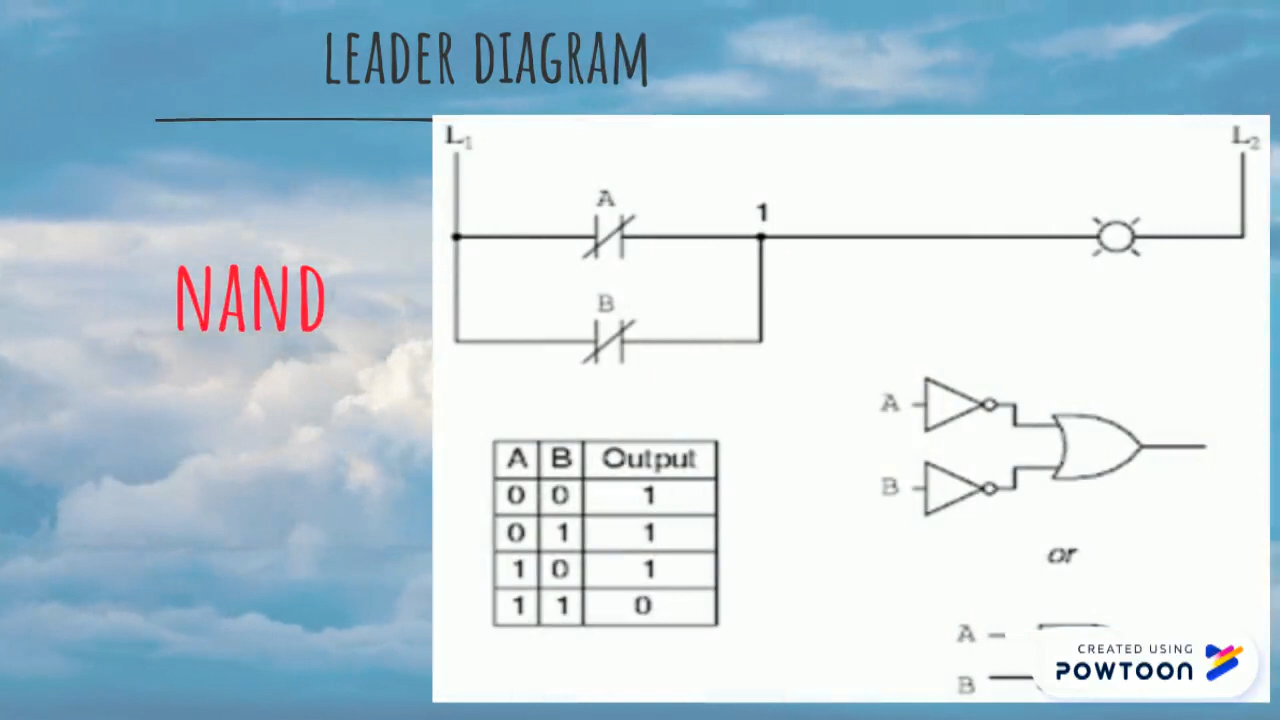 LEADER DIAGRAM
NAND
L1 L2
A
1
B
A
B
or
A B Output
0 0 1
0 1 1
1 0 1
1 1 0
A
B
CREATED USING
POWTOON